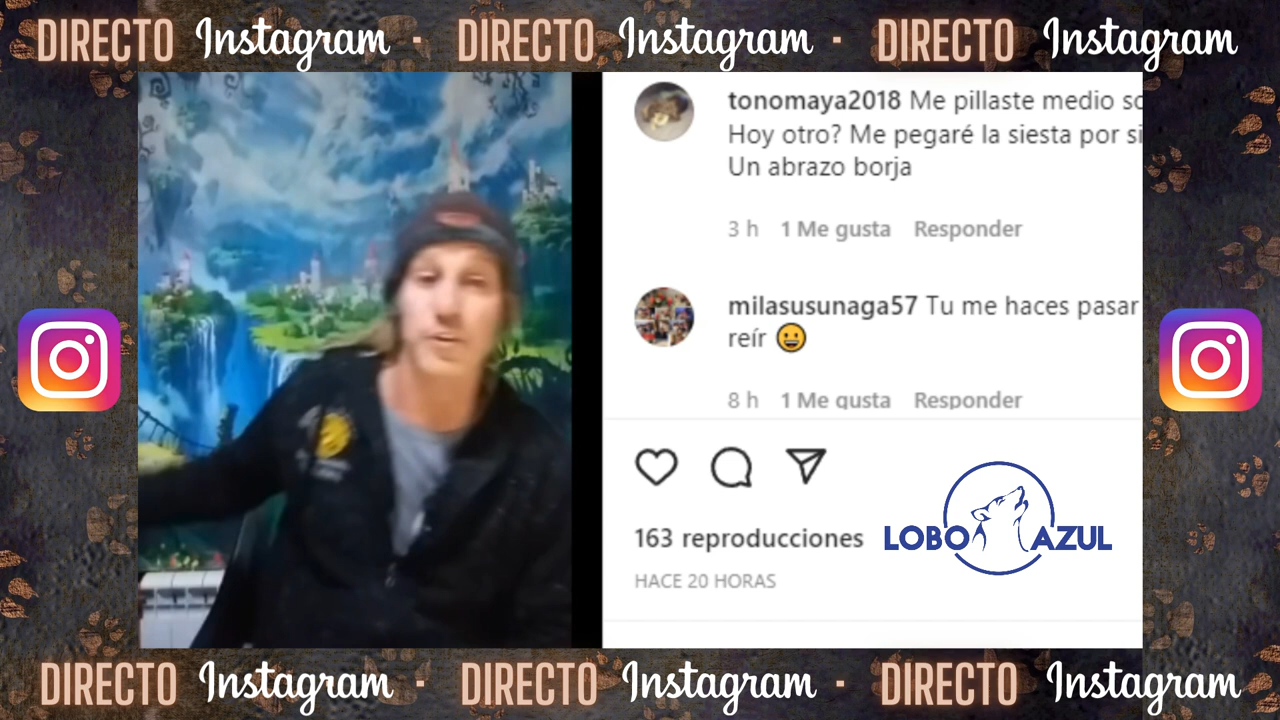 DIRECTO Instagram · DIRECTO Instagram · DIRECTO Instagram
tonomaya2018 Me pillaste medio
Hoy otro? Me pegaré la siesta por
Un abrazo borja
3 h 1 Me gusta Responder
milasusunaga57 Tu me haces pasar
reír 😀
8 h 1 Me gusta Responder
163 reproducciones
HACE 20 HORAS
LOBO AZUL
DIRECTO Instagram · DIRECTO Instagram · DIRECTO Instagram